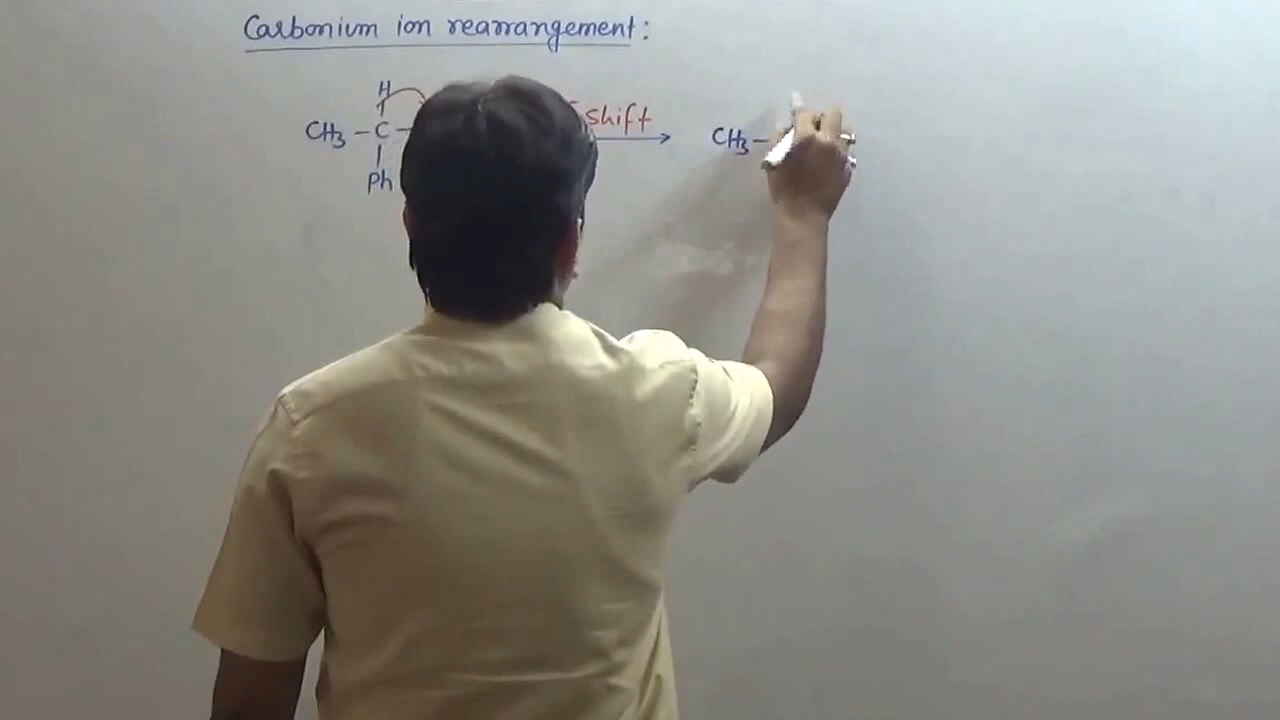 Carbonium ion rearrangement:
H
CH3 - C - shift → CH3 -
|
Ph